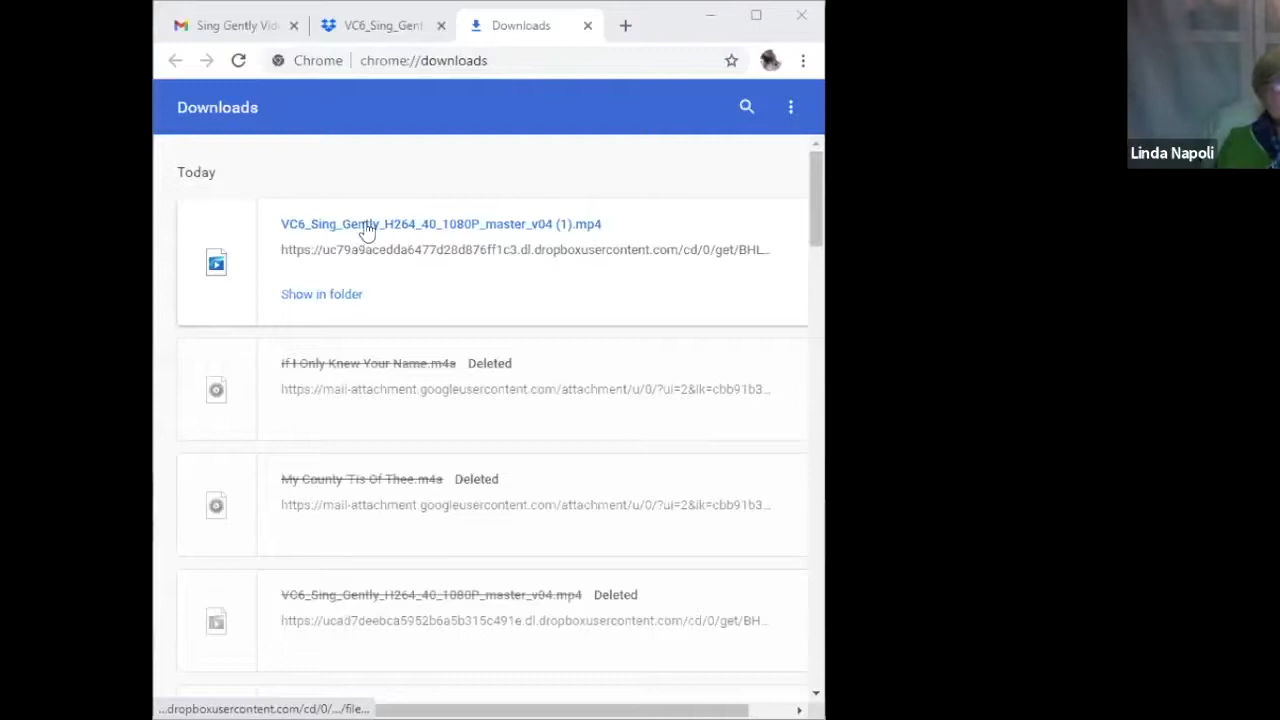 Sing Gently Vid
VC6_Sing_Gent
Downloads
Chrome
chrome://downloads
Downloads
Today
VC6_Sing_Gently_H264_40_1080P_master_v04 (1).mp4
https://uc79a9acedda6477d28d876ff1c3.dl.dropboxusercontent.com/cd/0/get/BHL...
Show in folder
If I Only Knew Your Name.m4a Deleted
https://mail-attachment.googleusercontent.com/attachment/u/0/?ui=2&ik=cbb91b3...
My County 'Tis Of Thee.m4a Deleted
https://mail-attachment.googleusercontent.com/attachment/u/0/?ui=2&ik=cbb91b3...
VC6_Sing_Gently_H264_40_1080P_master_v04.mp4 Deleted
https://ucad7deebca5952b6a5b315c491e.dl.dropboxusercontent.com/cd/0/get/BH...
...dropboxusercontent.com/cd/0/.../file...
Linda Napoli